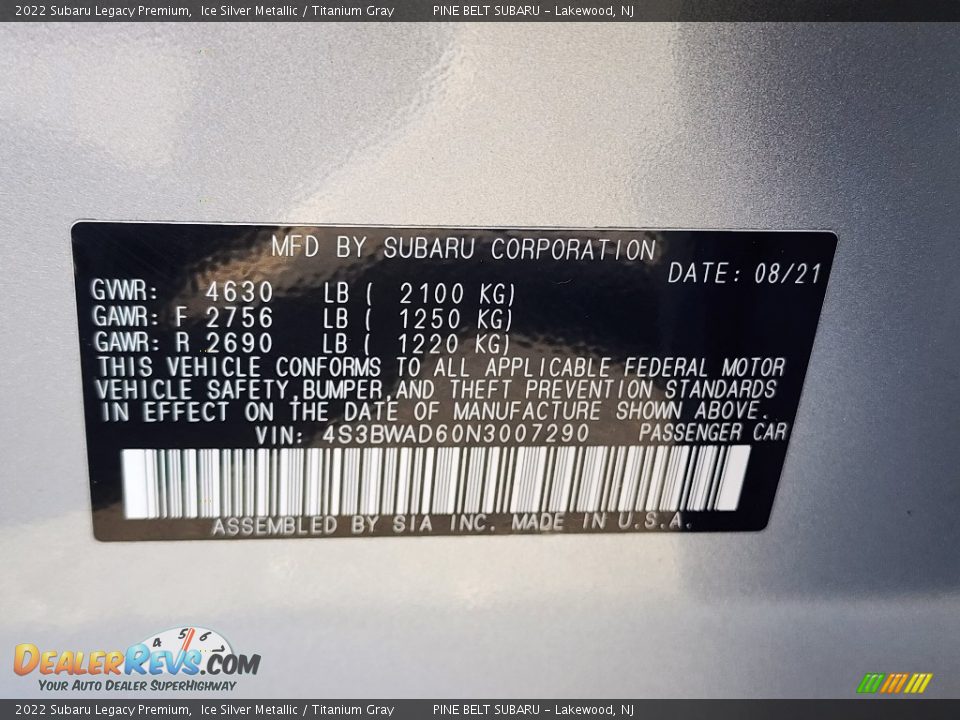 2022 Subaru Legacy Premium, Ice Silver Metallic / Titanium Gray PINE BELT SUBARU - Lakewood, NJ
MFD BY SUBARU CORPORATION
DATE: 08/21
GVWR: 4630 LB ( 2100 KG)
GAWR: F 2756 LB ( 1250 KG)
GAWR: R 2690 LB ( 1220 KG)
THIS VEHICLE CONFORMS TO ALL APPLICABLE FEDERAL MOTOR
VEHICLE SAFETY,BUMPER,AND THEFT PREVENTION STANDARDS
IN EFFECT ON THE DATE OF MANUFACTURE SHOWN ABOVE.
VIN: 4S3BWAD60N3007290 PASSENGER CAR
ASSEMBLED BY SIA INC. MADE IN U.S.A.
4 5 6 7
DEALERREVS.COM
YOUR AUTO DEALER SUPERHIGHWAY
2022 Subaru Legacy Premium, Ice Silver Metallic / Titanium Gray PINE BELT SUBARU - Lakewood, NJ